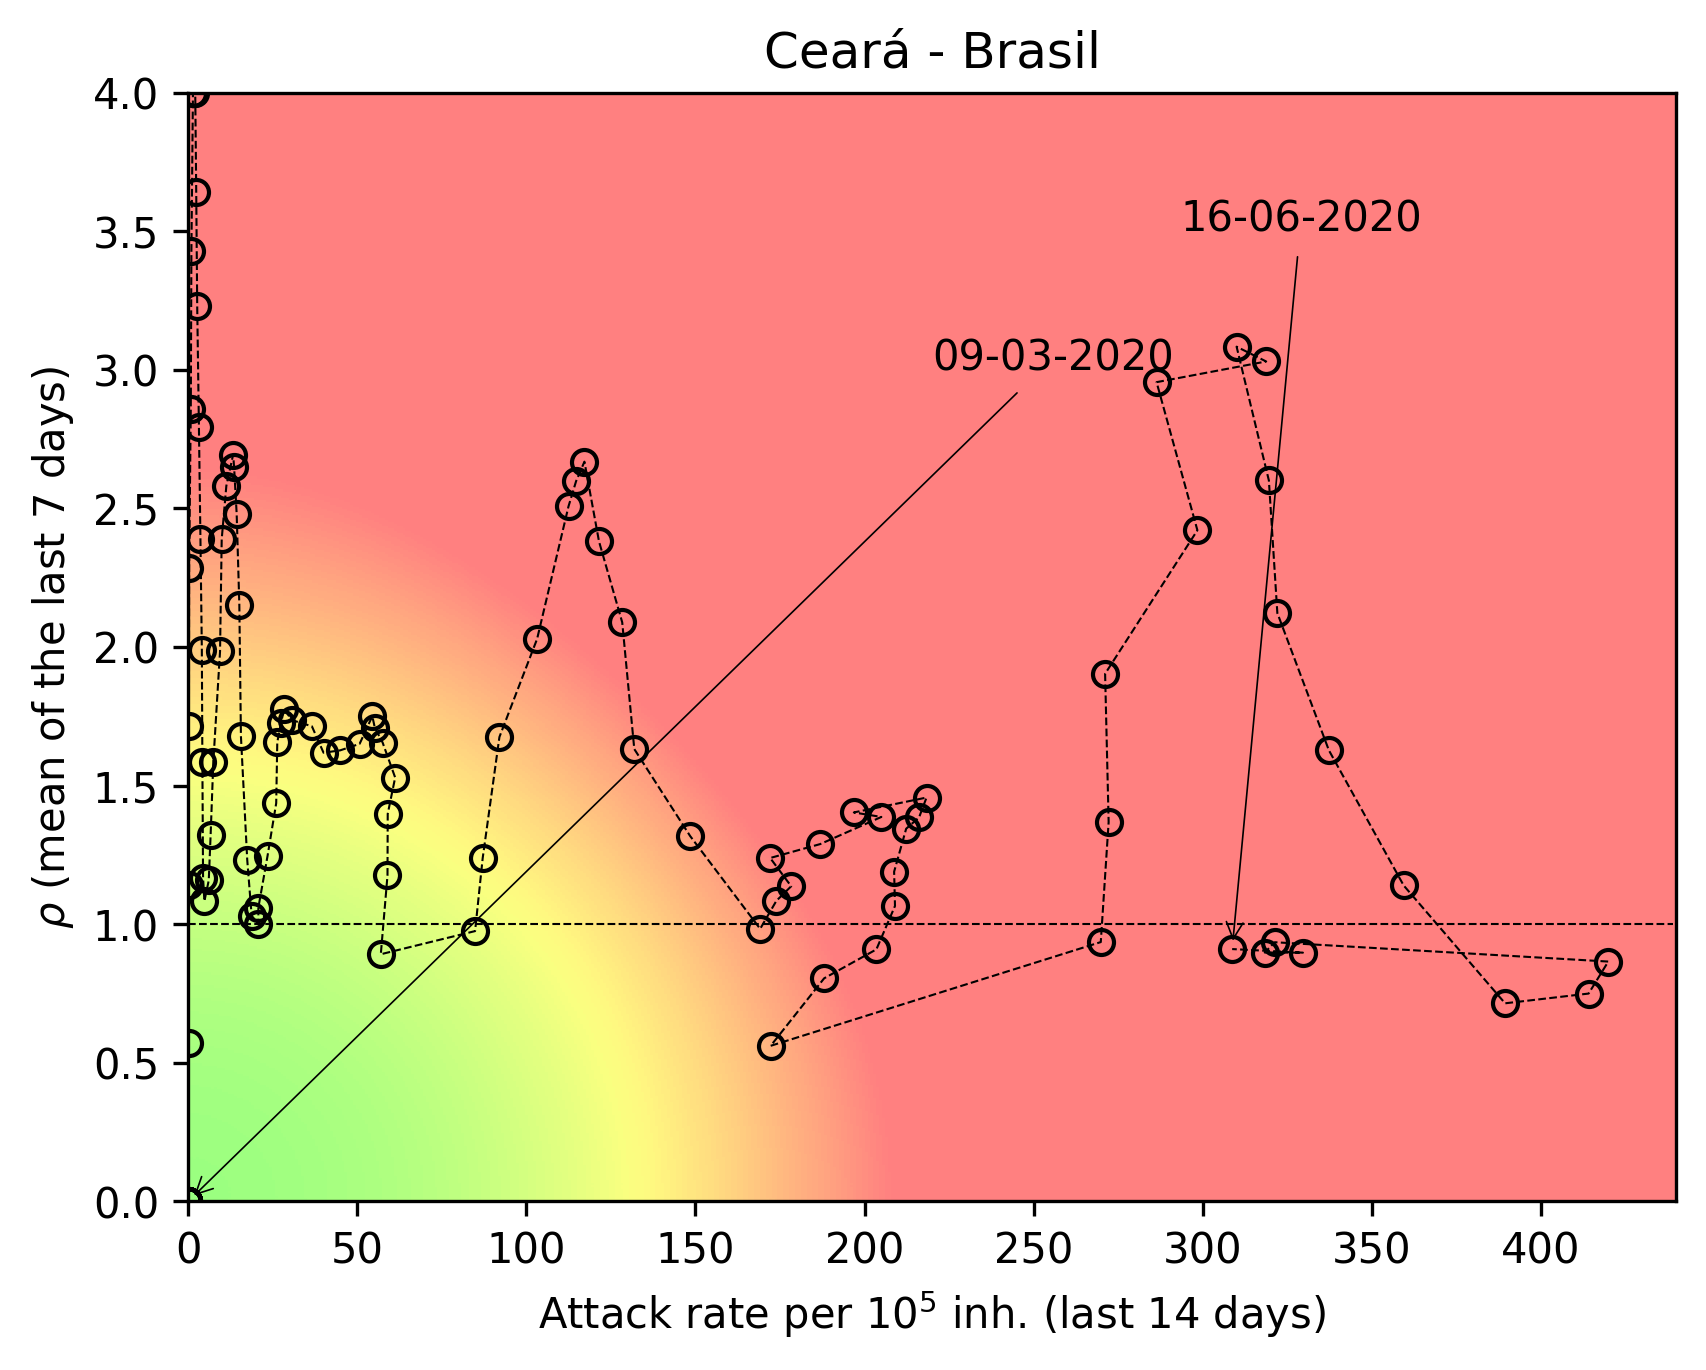 Ceará - Brasil
4.0
3.5
3.0
2.5
2.0
1.5
1.0
0.5
0.0
ρ (mean of the last 7 days)
16-06-2020
09-03-2020
0 50 100 150 200 250 300 350 400
Attack rate per 10⁵ inh. (last 14 days)